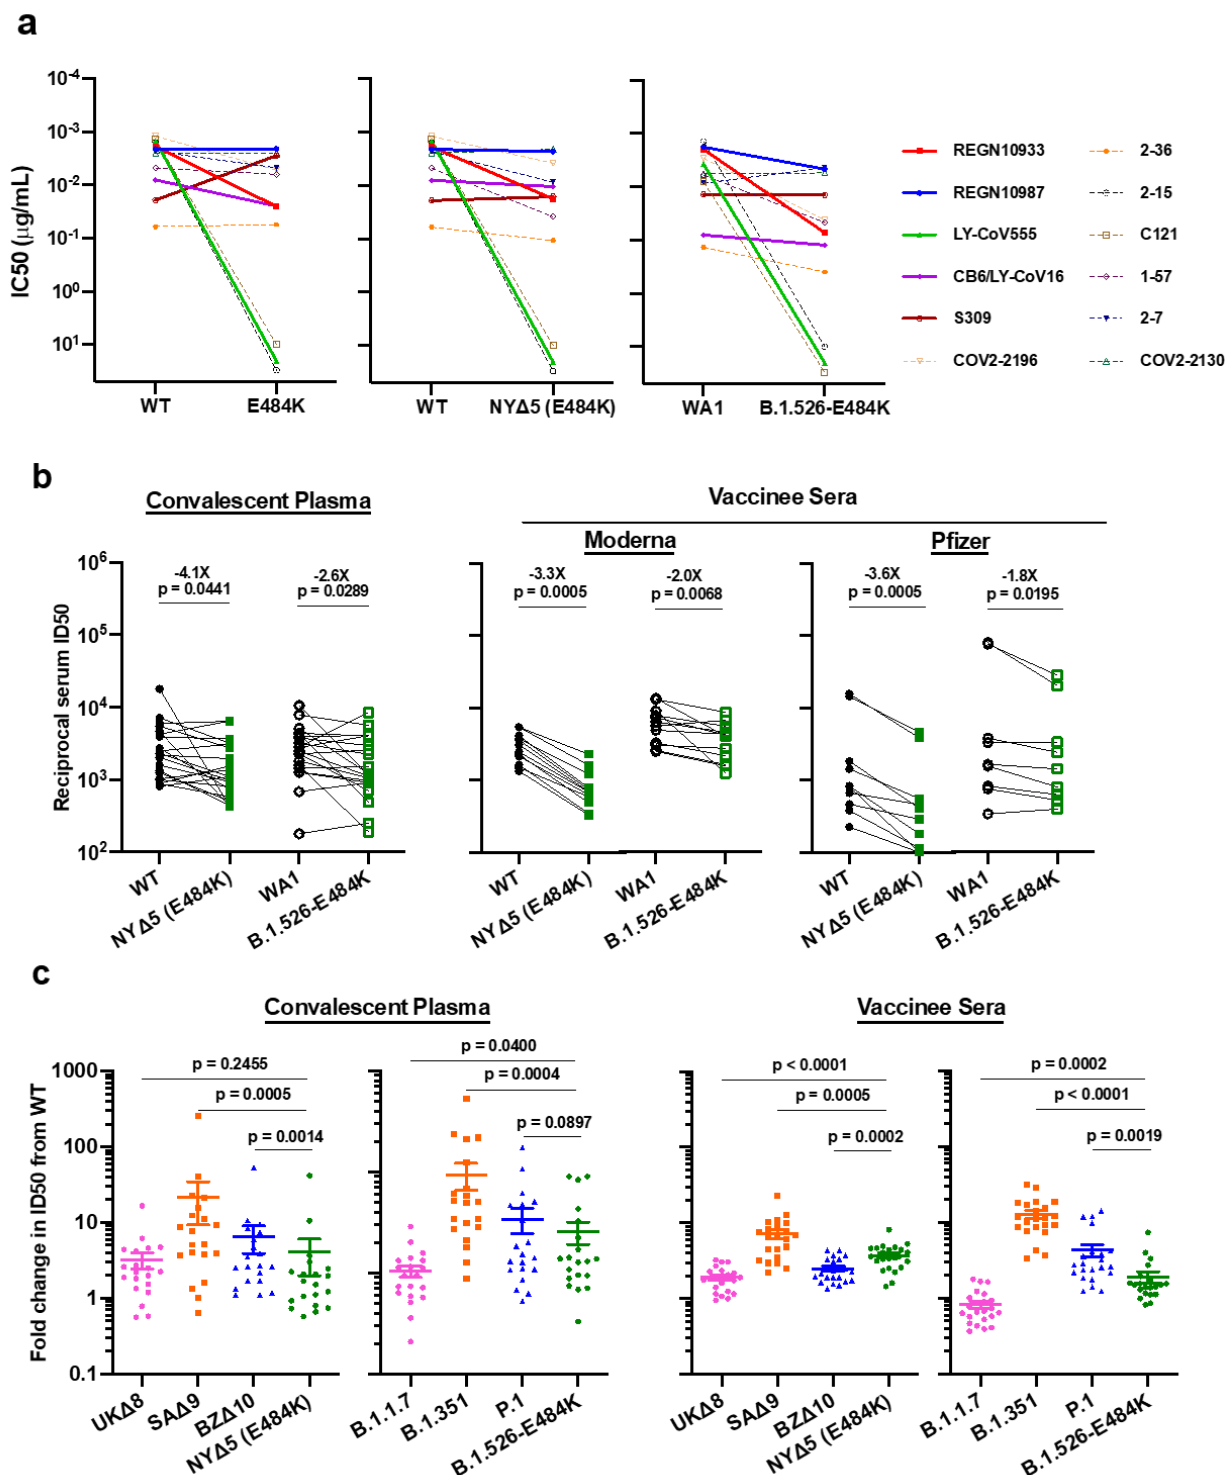 a
IC50 (µg/mL)
10-4
10-3
10-2
10-1
100
101
WT
E484K
WT
NYΔ5 (E484K)
WA1
B.1.526-E484K
REGN10933
REGN10987
LY-CoV555
CB6/LY-CoV16
S309
COV2-2196
2-36
2-15
C121
1-57
2-7
COV2-2130
b
Convalescent Plasma
Vaccinee Sera
Moderna
Pfizer
Reciprocal serum ID50
106
105
104
103
102
-4.1X
p = 0.0441
-2.6X
p = 0.0289
-3.3X
p = 0.0005
-2.0X
p = 0.0068
-3.6X
p = 0.0005
-1.8X
p = 0.0195
WT
NYΔ5 (E484K)
WA1
B.1.526-E484K
WT
NYΔ5 (E484K)
WA1
B.1.526-E484K
WT
NYΔ5 (E484K)
WA1
B.1.526-E484K
c
Convalescent Plasma
Vaccinee Sera
Fold change in ID50 from WT
1000
100
10
1
0.1
p = 0.2455
p = 0.0005
p = 0.0014
p = 0.0400
p = 0.0004
p = 0.0897
p < 0.0001
p = 0.0005
p = 0.0002
p = 0.0002
p < 0.0001
p = 0.0019
UKΔ8
SAΔ9
BZΔ10
NYΔ5 (E484K)
B.1.1.7
B.1.351
P.1
B.1.526-E484K
UKΔ8
SAΔ9
BZΔ10
NYΔ5 (E484K)
B.1.1.7
B.1.351
P.1
B.1.526-E484K